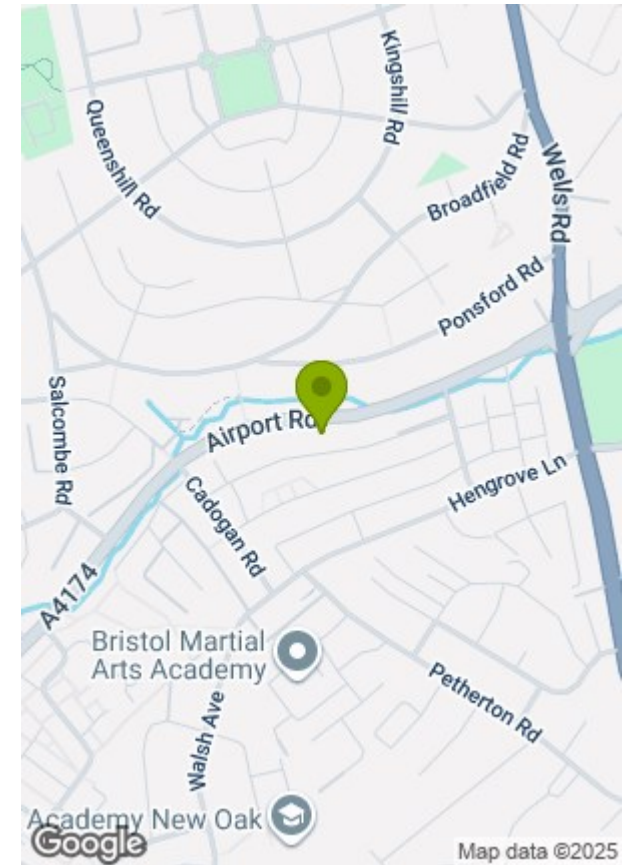 Kingshill Rd
Queenshill Rd
Wells Rd
Broadfield Rd
Ponsford Rd
Salcombe Rd
Airport Rd
Hengrove Ln
Cadogan Rd
A4174
Bristol Martial
Arts Academy
Petherton Rd
Walsh Ave
Academy New Oak
Google
Map data ©2025